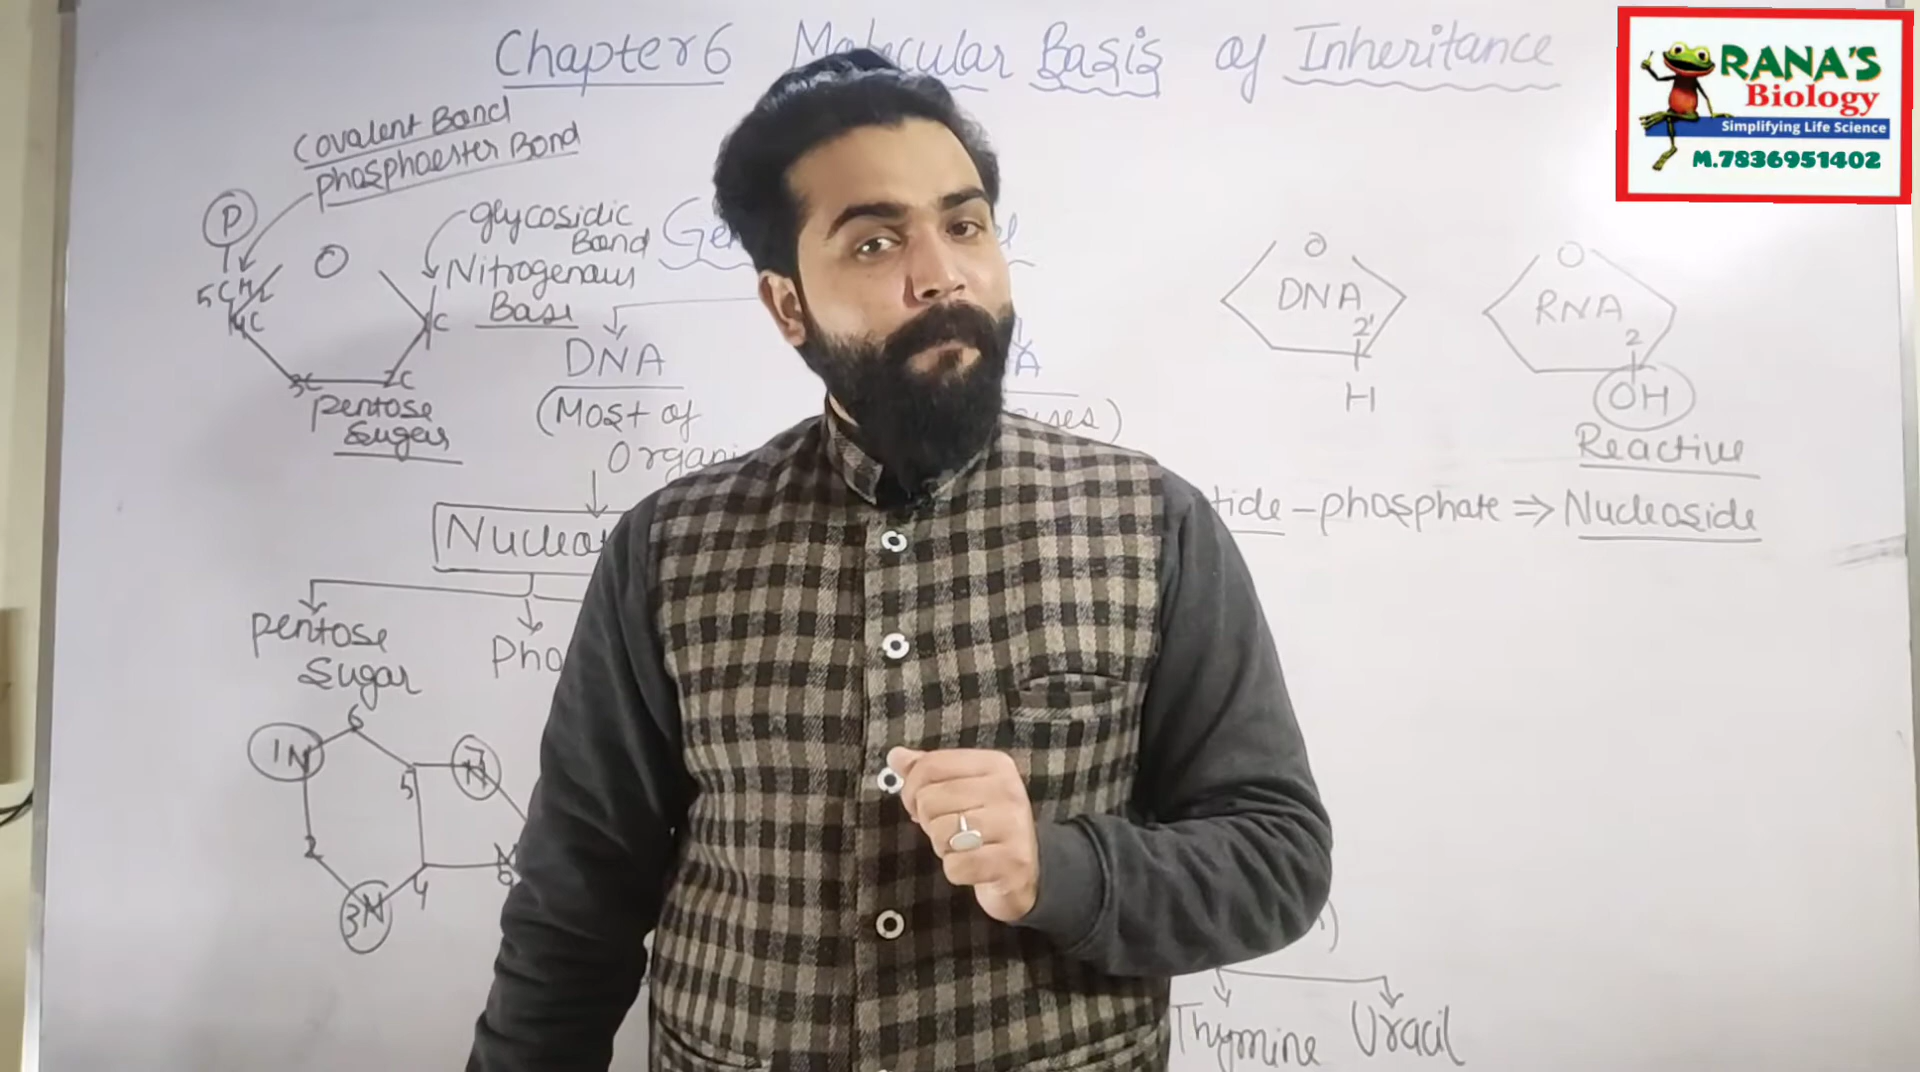 Chapter 6 Molecular Basis of Inheritance
RANA'S
Biology
Simplifying Life Science
M.7836951402
Covalent Bond
phosphoester Bond
P
glycosidic
Bond
Nitrogenous
Base
O
5CH2
4C
1C
3C
2C
Pentose
Sugar
DNA
(Most of
Pentose
Sugar
1N
6
5
7N
2
3N
4
O
DNA
2'
H
O
RNA
2
OH
Reactive
tide - phosphate ⇒ Nucleoside
Thymine Uracil